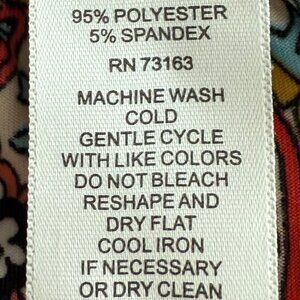 95% POLYESTER
5% SPANDEX
RN 73163
MACHINE WASH
COLD
GENTLE CYCLE
WITH LIKE COLORS
DO NOT BLEACH
RESHAPE AND
DRY FLAT
COOL IRON
IF NECESSARY
OR DRY CLEAN